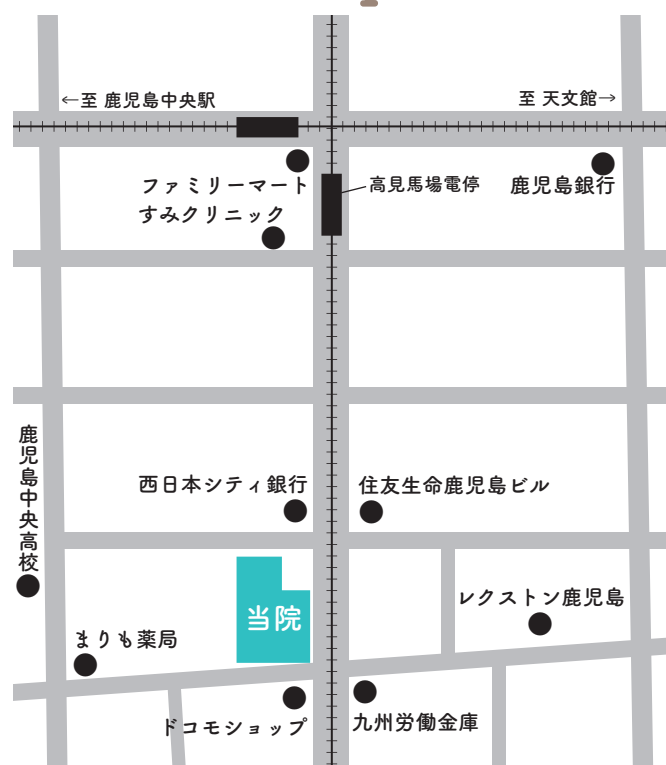 ←至 鹿児島中央駅
至 天文館→
ファミリーマート
高見馬場電停
鹿児島銀行
すみクリニック
鹿児島中央高校
西日本シティ銀行
住友生命鹿児島ビル
当院
レクストン鹿児島
まりも薬局
ドコモショップ
九州労働金庫